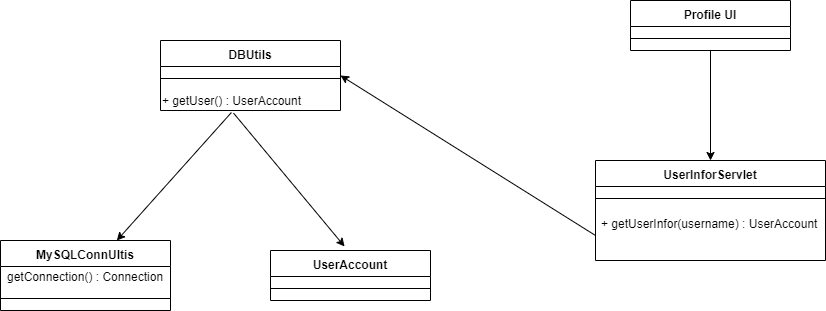 Profile UI
DBUtils
+ getUser() : UserAccount
UserInforServlet
+ getUserInfor(username) : UserAccount
MySQLConnUltis
getConnection() : Connection
UserAccount